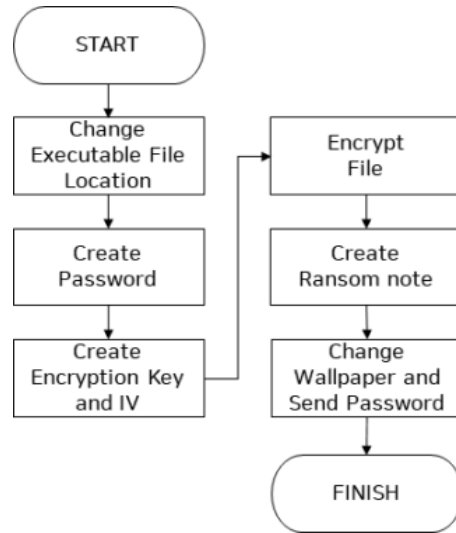 START
Change
Executable File
Location
Create
Password
Create
Encryption Key
and IV
Encrypt
File
Create
Ransom note
Change
Wallpaper and
Send Password
FINISH